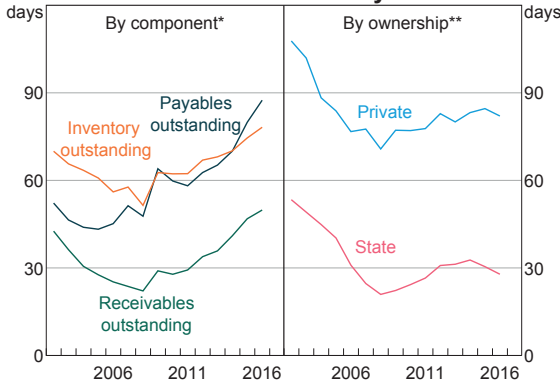 days
By component*
By ownership**
days
90
Payables
outstanding
Inventory
outstanding
Private
90
60
60
State
30
Receivables
outstanding
30
0
2006
2011
2016
2006
2011
2016
0